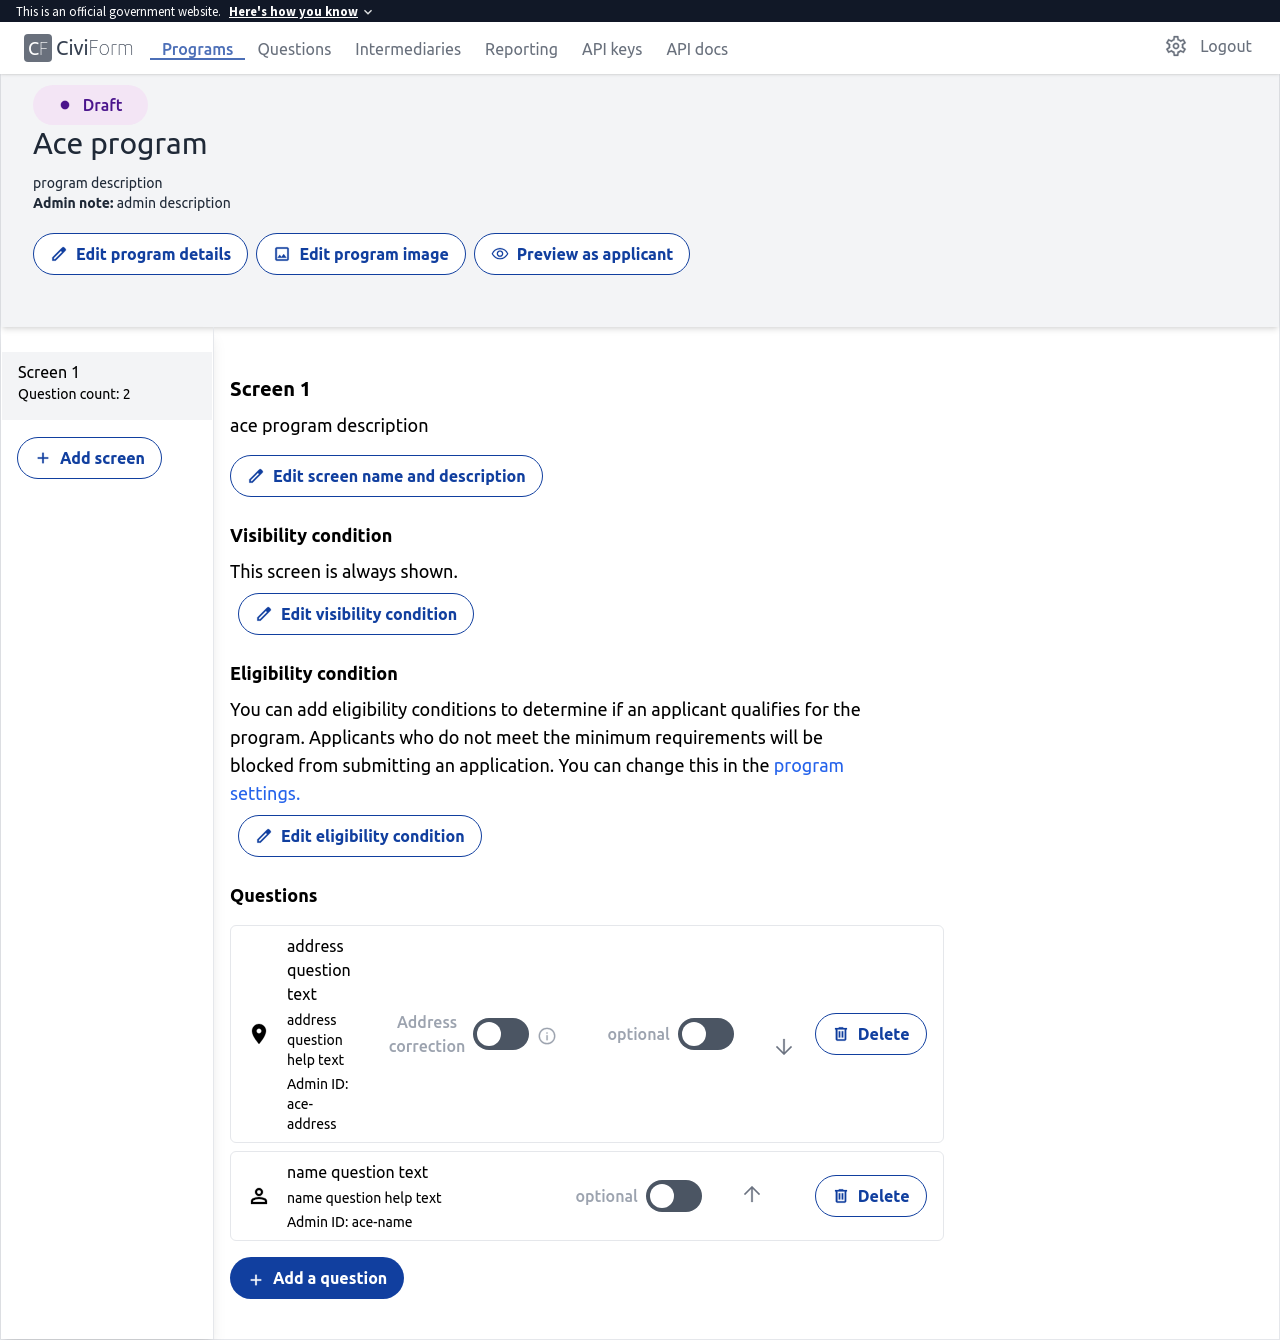 This is an official government website. Here's how you know
CF CiviForm Programs Questions Intermediaries Reporting API keys API docs Logout
Draft
Ace program
program description
Admin note: admin description
Edit program details Edit program image Preview as applicant
Screen 1
Question count: 2
Add screen
Screen 1
ace program description
Edit screen name and description
Visibility condition
This screen is always shown.
Edit visibility condition
Eligibility condition
You can add eligibility conditions to determine if an applicant qualifies for the
program. Applicants who do not meet the minimum requirements will be
blocked from submitting an application. You can change this in the program
settings.
Edit eligibility condition
Questions
address
question
text
address
question
help text
Admin ID:
ace-
address
Address
correction
optional
Delete
name question text
name question help text
Admin ID: ace-name
optional
Delete
Add a question